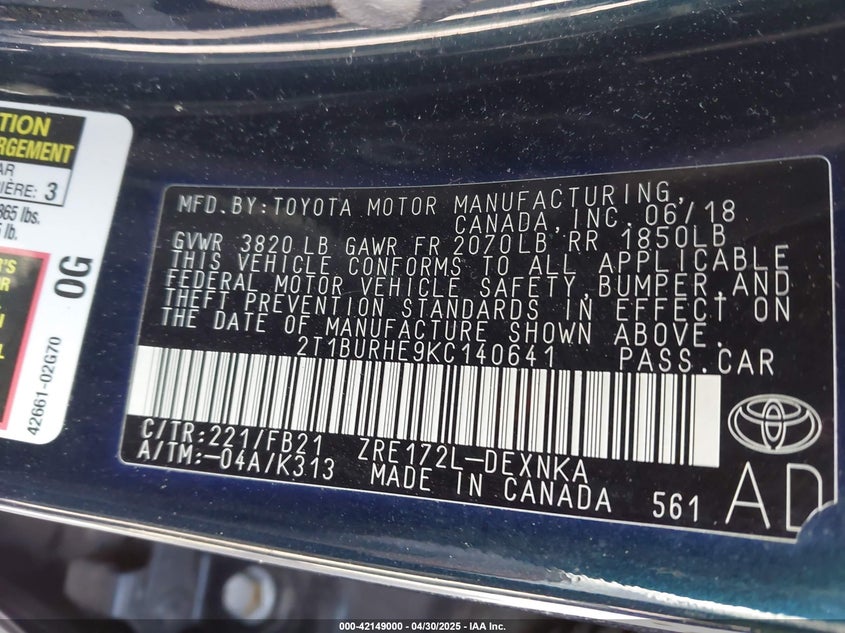 TION
RGEMENT
AR
IÈRE: 3
865 lbs.
lb.
'S
R
L
0G
42661-02G70
MFD.BY:TOYOTA MOTOR MANUFACTURING,
CANADA,INC. 06/18
GVWR 3820 LB GAWR FR 2070LB RR 1850LB
THIS VEHICLE CONFORMS TO ALL APPLICABLE
FEDERAL MOTOR VEHICLE SAFETY,BUMPER,AND
THEFT PREVENTION STANDARDS IN EFFECT ON
THE DATE OF MANUFACTURE SHOWN ABOVE.
2T1BURHE9KC140641 PASS.CAR
C/TR:221/FB21 ZRE172L-DEXNKA
A/TM:-04A/K313 MADE IN CANADA 561
AD
000-42149000 - 04/30/2025 - IAA Inc.